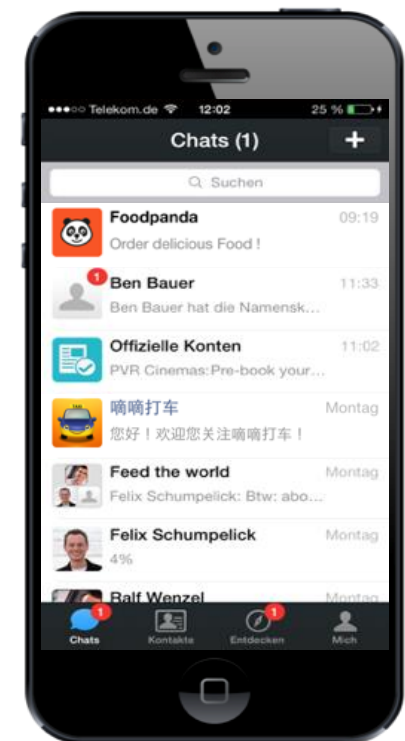 Telekom.de 12:02 25 %
Chats (1) +
Suchen
Foodpanda 09:19
Order delicious Food !
1
Ben Bauer 11:33
Ben Bauer hat die Namensk...
Offizielle Konten 11:02
PVR Cinemas:Pre-book your...
TAXI
嘀嘀打车 Montag
您好！欢迎您关注嘀嘀打车！
Feed the world Montag
Felix Schumpelick: Btw: abo...
Felix Schumpelick Montag
4%
Ralf Wenzel Montag
1 1
Chats Kontakte Entdecken Mich